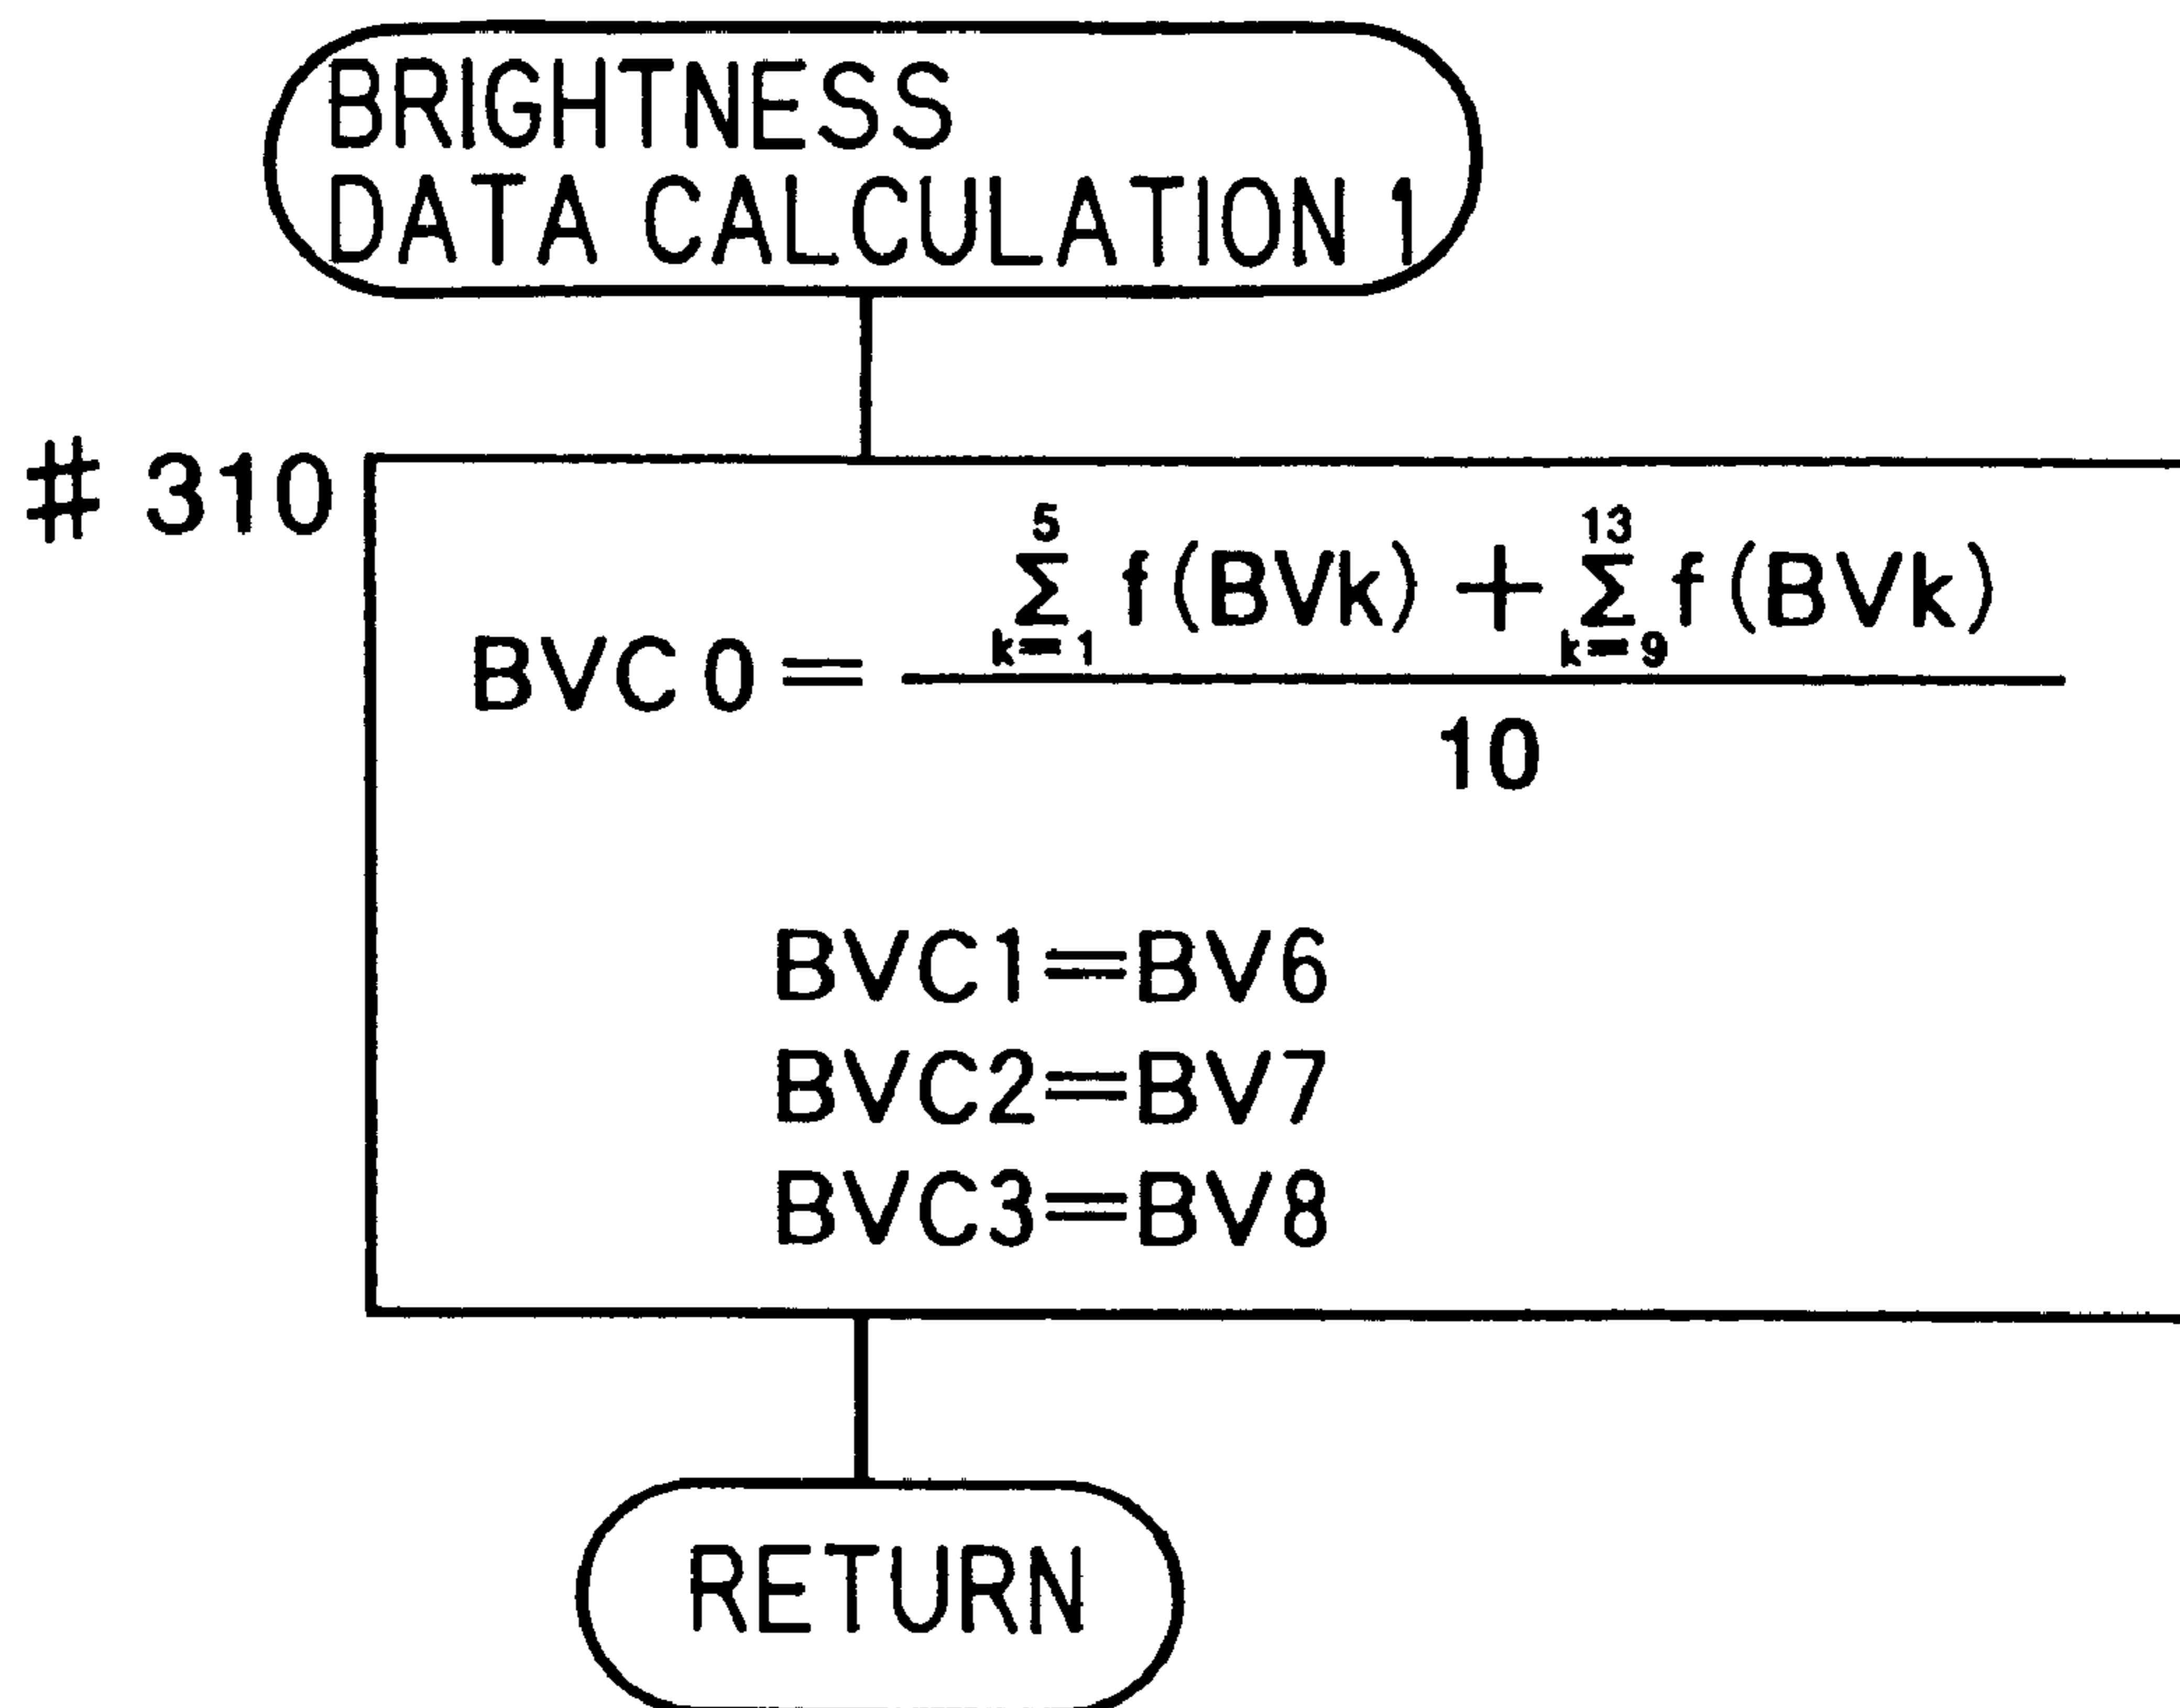 BRIGHTNESS
DATA CALCULATION 1
# 310
5 13
Σ f (BVk) + Σ f (BVk)
k=1 k=9
BVC0=
10
BVC1=BV6
BVC2=BV7
BVC3=BV8
RETURN